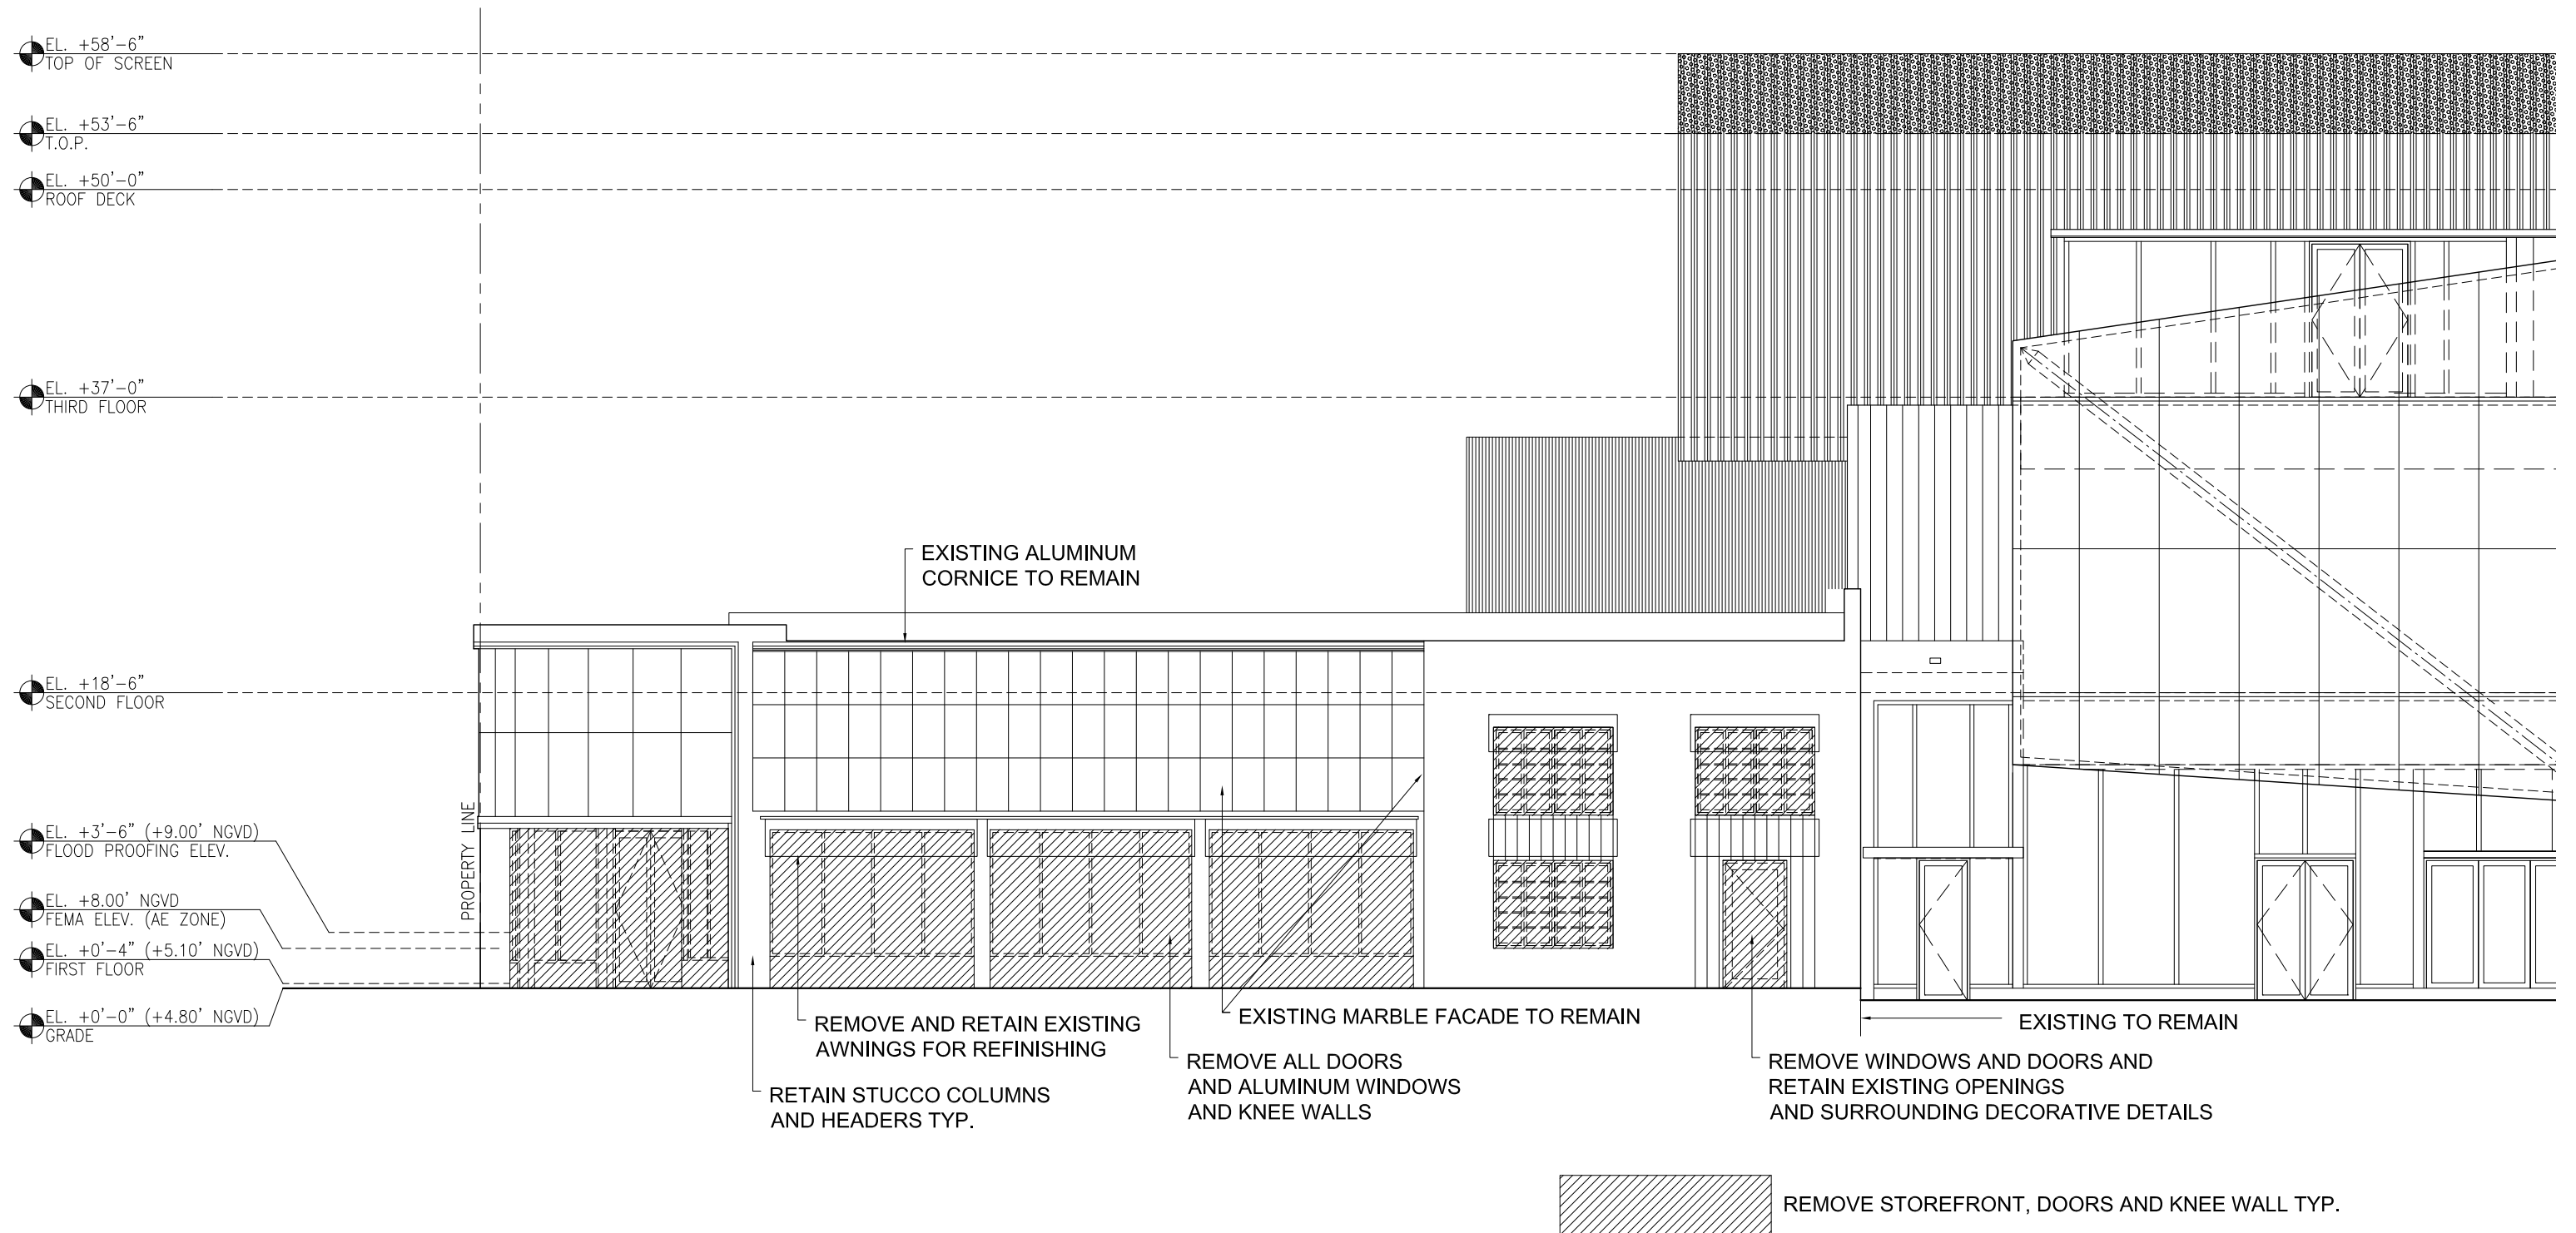 EL. +58'-6"
TOP OF SCREEN
EL. +53'-6"
T.O.P.
EL. +50'-0"
ROOF DECK
EL. +37'-0"
THIRD FLOOR
EXISTING ALUMINUM
CORNICE TO REMAIN
EL. +18'-6"
SECOND FLOOR
EL. +3'-6" (+9.00' NGVD)
FLOOD PROOFING ELEV.
EL. +8.00' NGVD
FEMA ELEV. (AE ZONE)
EL. +0'-4" (+5.10' NGVD)
FIRST FLOOR
EL. +0'-0" (+4.80' NGVD)
GRADE
PROPERTY LINE
REMOVE AND RETAIN EXISTING
AWNINGS FOR REFINISHING
RETAIN STUCCO COLUMNS
AND HEADERS TYP.
EXISTING MARBLE FACADE TO REMAIN
REMOVE ALL DOORS
AND ALUMINUM WINDOWS
AND KNEE WALLS
EXISTING TO REMAIN
REMOVE WINDOWS AND DOORS AND
RETAIN EXISTING OPENINGS
AND SURROUNDING DECORATIVE DETAILS
REMOVE STOREFRONT, DOORS AND KNEE WALL TYP.